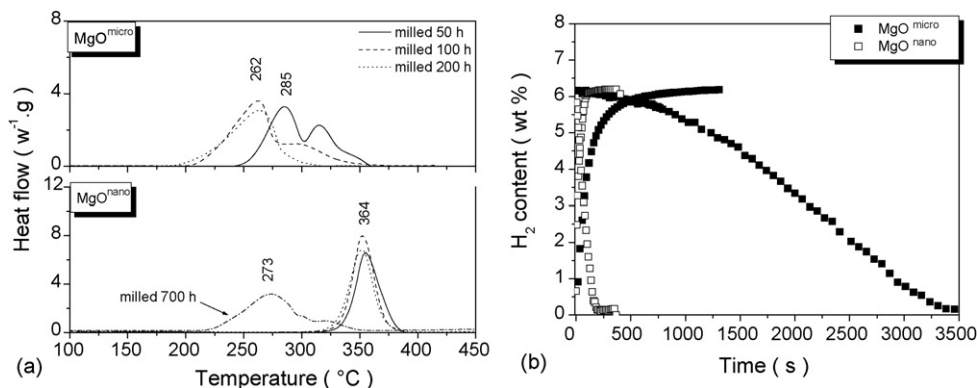 8
MgO micro
milled 50 h
milled 100 h
milled 200 h
262
285
4
0
12
MgO nano
364
8
273
4
milled 700 h
0
100 150 200 250 300 350 400 450
Heat flow ( w⁻¹.g)
(a)
Temperature ( °C)
8
MgO micro
MgO nano
7
6
5
4
3
2
1
0
0 500 1000 1500 2000 2500 3000 3500
H₂ content ( wt %)
(b)
Time ( s)